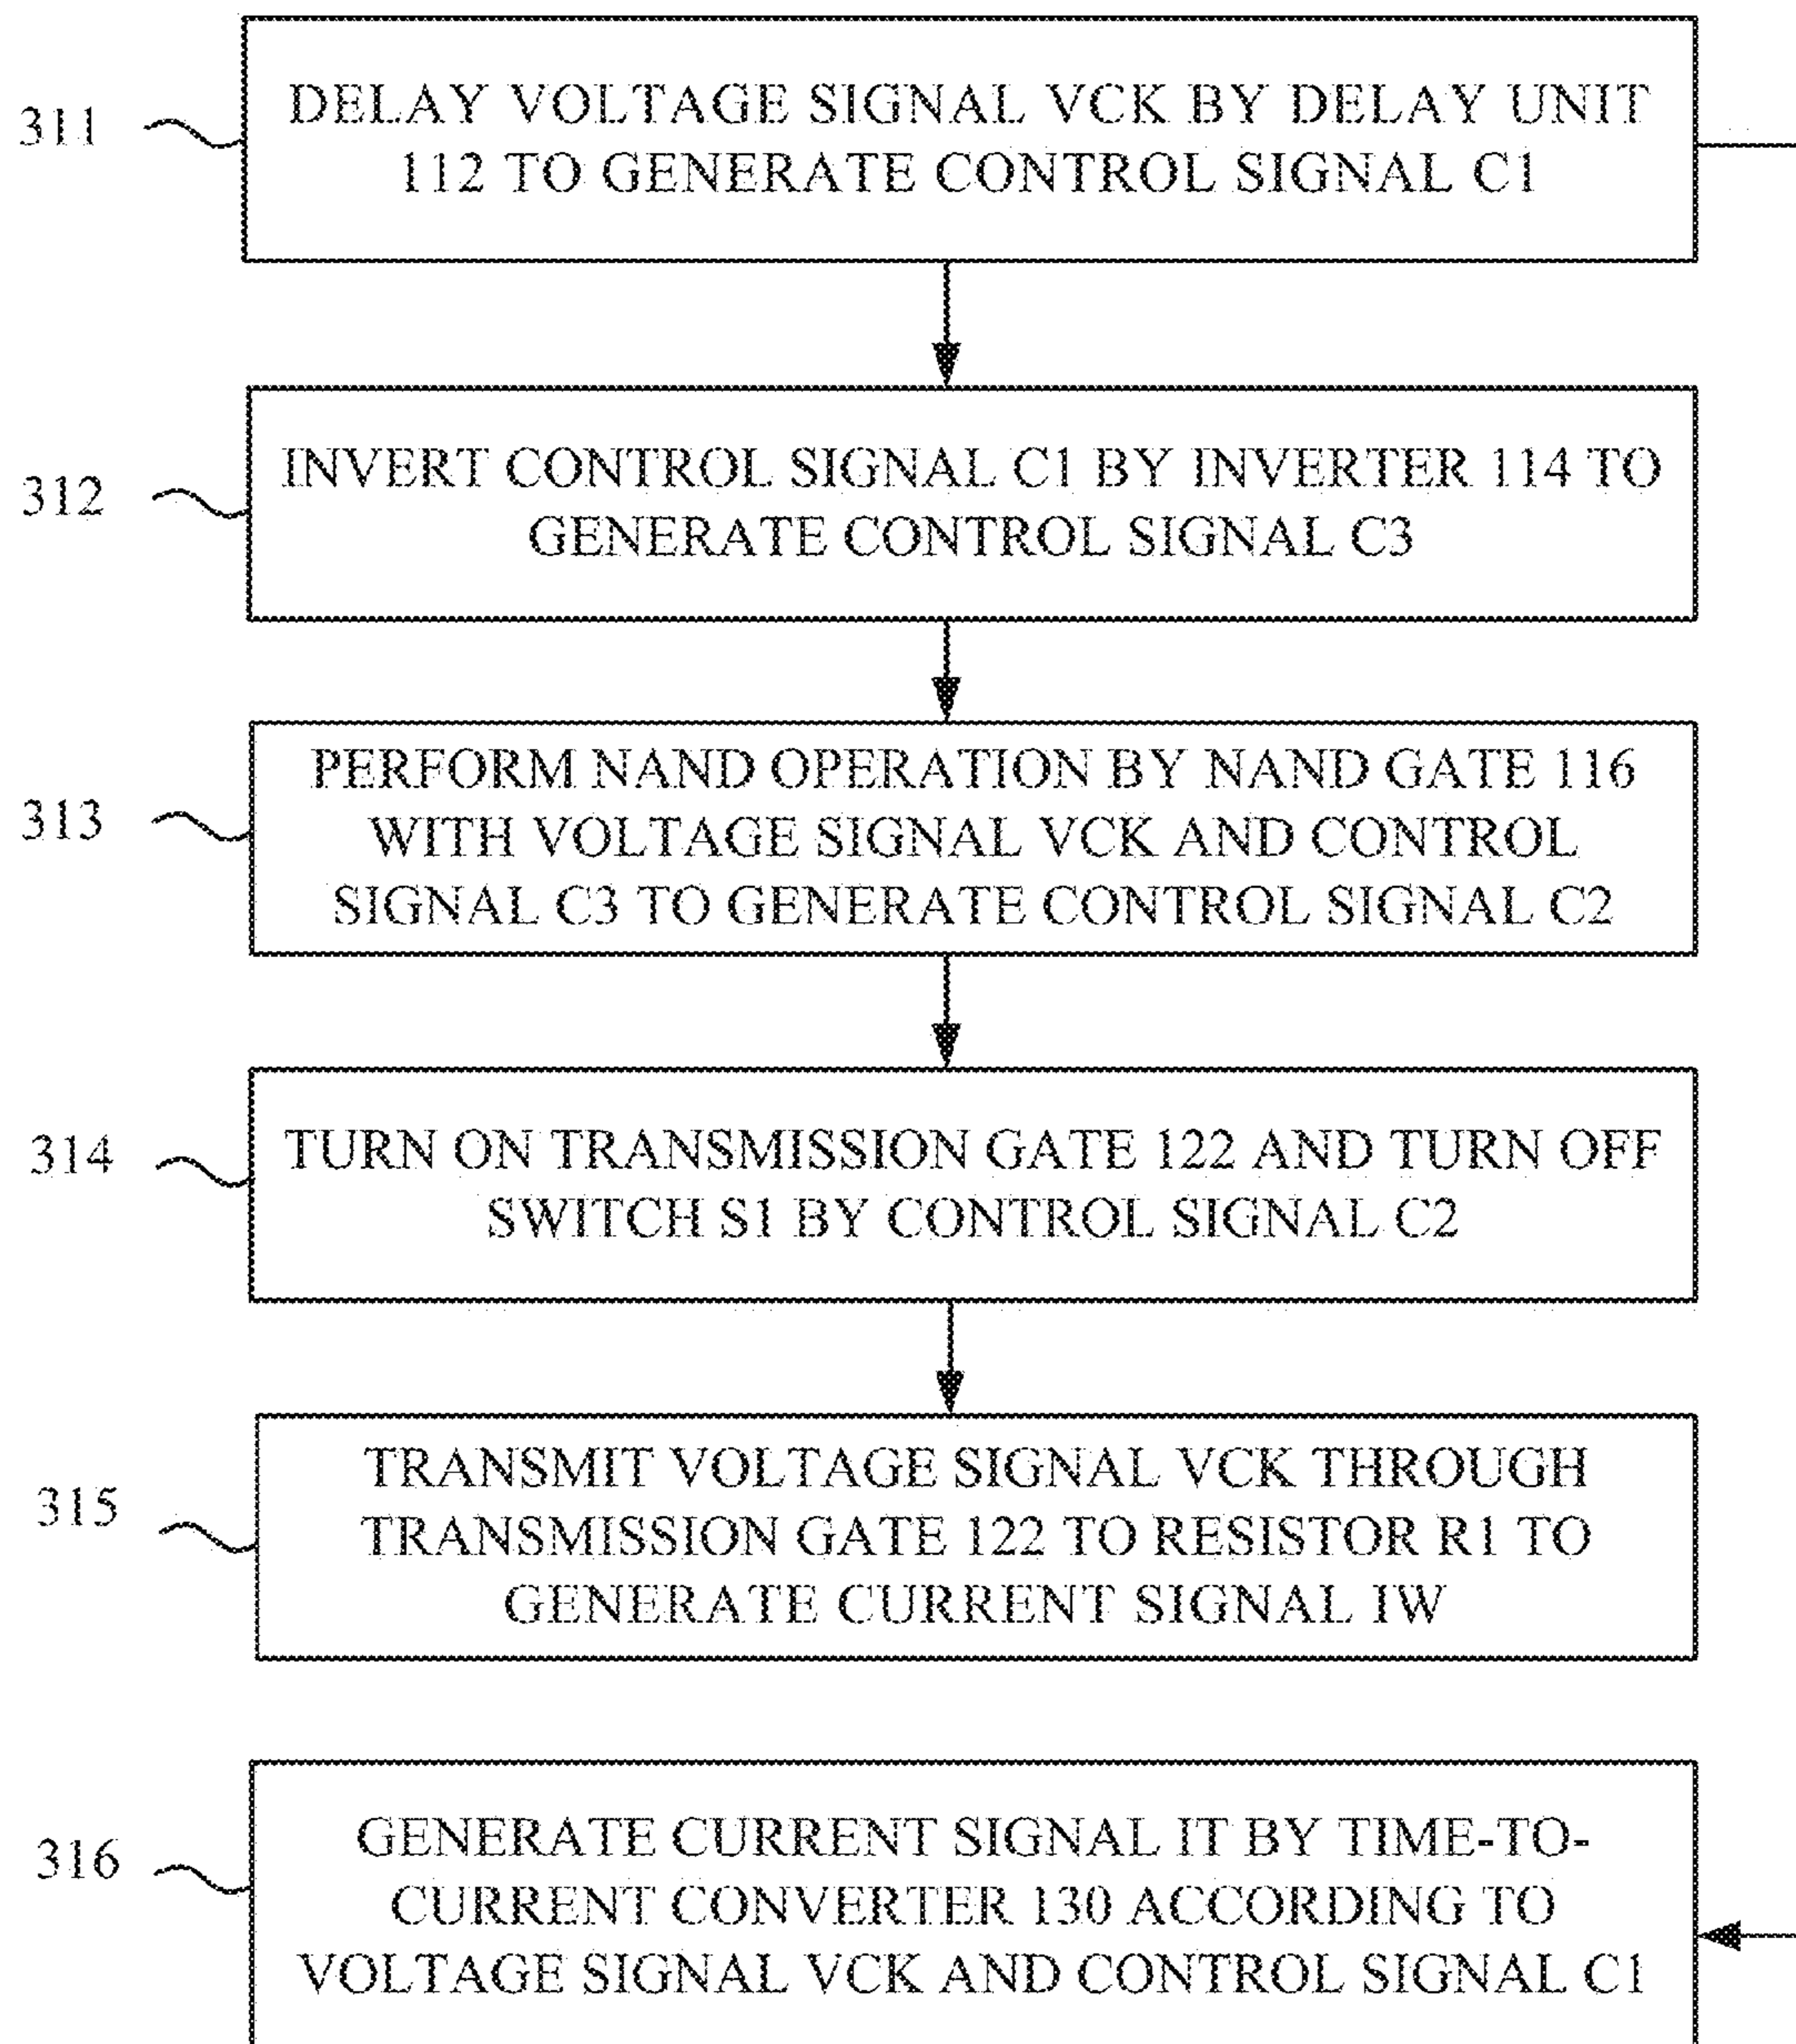 311
DELAY VOLTAGE SIGNAL VCK BY DELAY UNIT
112 TO GENERATE CONTROL SIGNAL C1
312
INVERT CONTROL SIGNAL C1 BY INVERTER 114 TO
GENERATE CONTROL SIGNAL C3
313
PERFORM NAND OPERATION BY NAND GATE 116
WITH VOLTAGE SIGNAL VCK AND CONTROL
SIGNAL C3 TO GENERATE CONTROL SIGNAL C2
314
TURN ON TRANSMISSION GATE 122 AND TURN OFF
SWITCH S1 BY CONTROL SIGNAL C2
315
TRANSMIT VOLTAGE SIGNAL VCK THROUGH
TRANSMISSION GATE 122 TO RESISTOR R1 TO
GENERATE CURRENT SIGNAL IW
316
GENERATE CURRENT SIGNAL IT BY TIME-TO-
CURRENT CONVERTER 130 ACCORDING TO
VOLTAGE SIGNAL VCK AND CONTROL SIGNAL C1